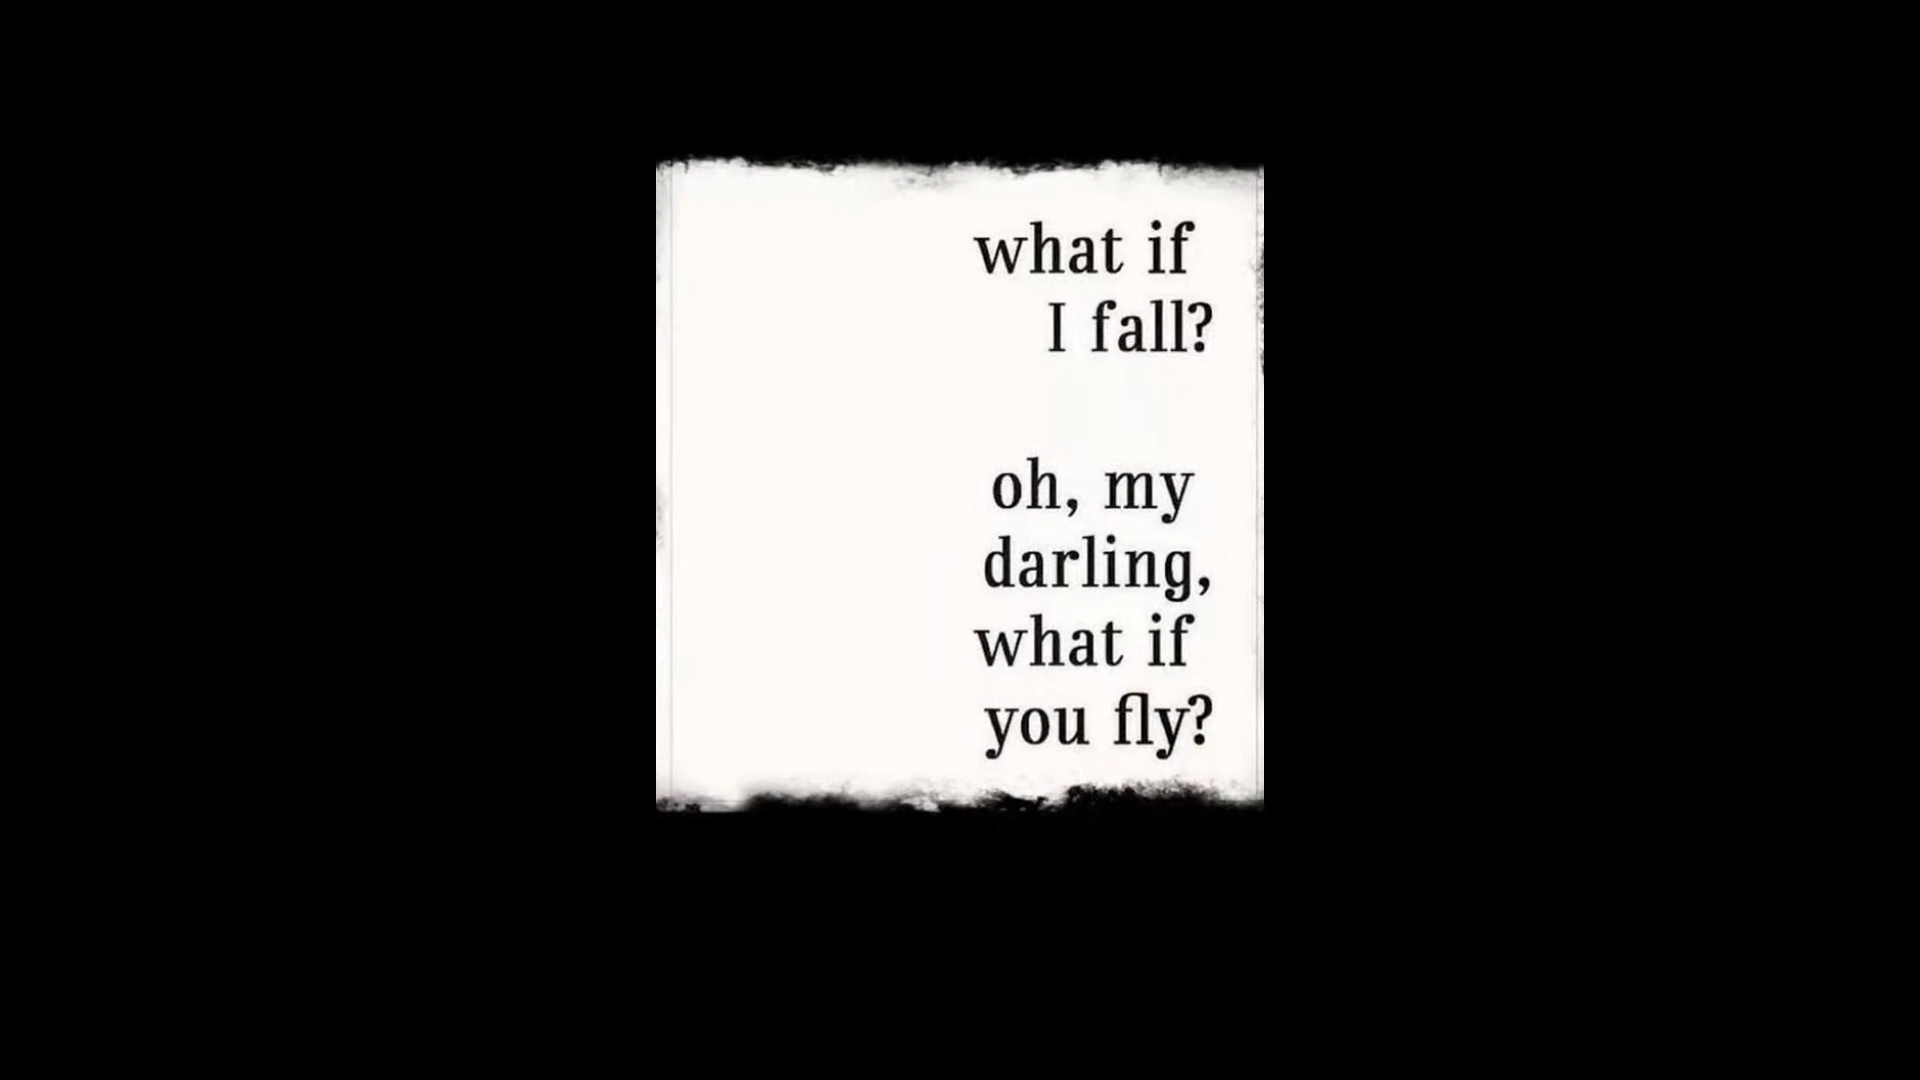 what if
I fall?
oh, my
darling,
what if
you fly?